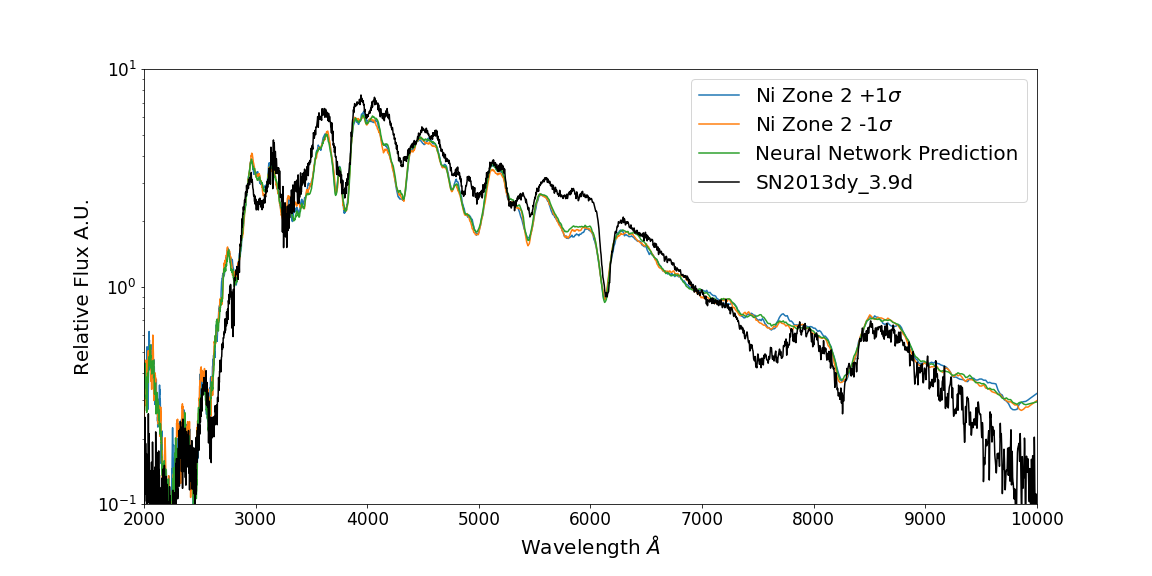 10¹
Ni Zone 2 +1σ
Ni Zone 2 -1σ
Neural Network Prediction
SN2013dy_3.9d
Relative Flux A.U.
10⁰
10⁻¹
2000 3000 4000 5000 6000 7000 8000 9000 10000
Wavelength Å